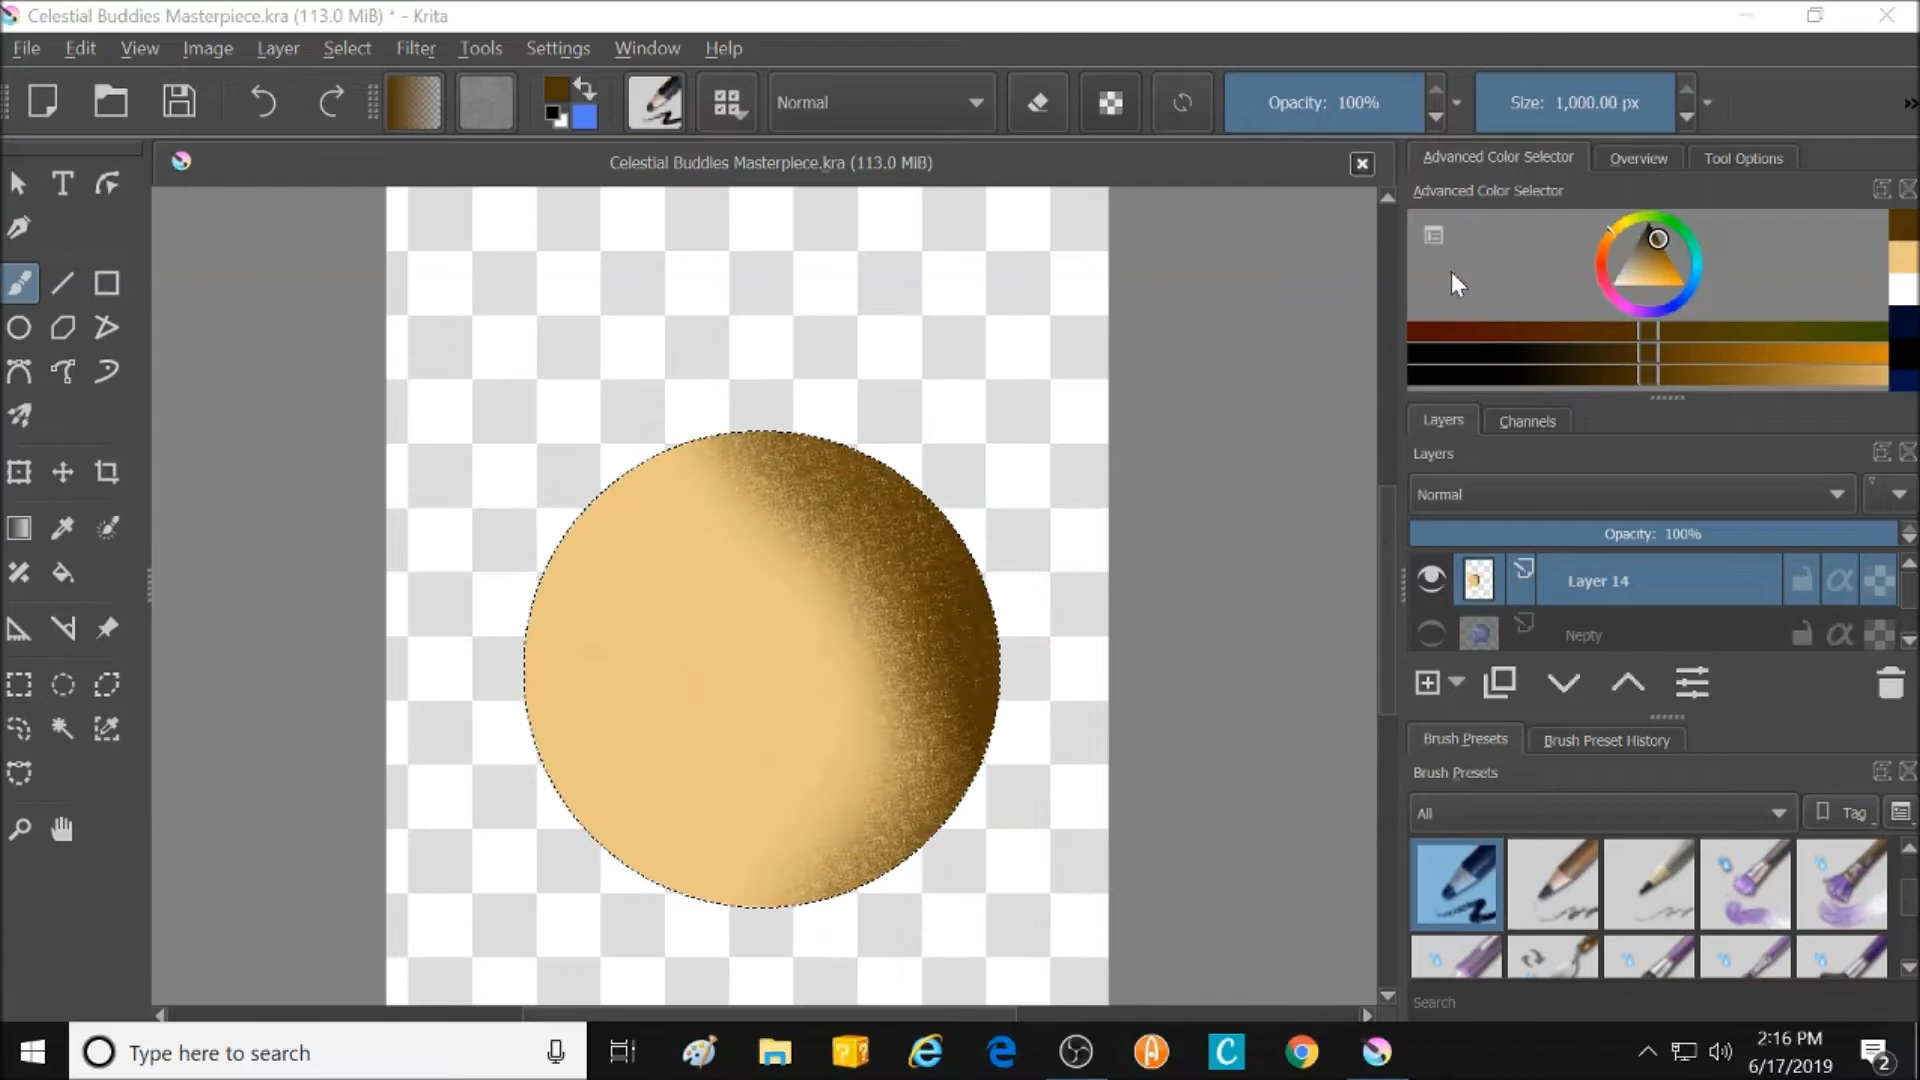 Celestial Buddies Masterpiece.kra (113.0 MiB) * - Krita
File Edit View Image Layer Select Filter Tools Settings Window Help
Normal Opacity: 100% Size: 1,000.00 px »
Celestial Buddies Masterpiece.kra (113.0 MiB)
Advanced Color Selector Overview Tool Options
Advanced Color Selector
Layers Channels
Layers
Normal
Opacity: 100%
Layer 14
Nepty
Brush Presets Brush Preset History
Brush Presets
All Tag
Search
Type here to search
2:16 PM
6/17/2019
2